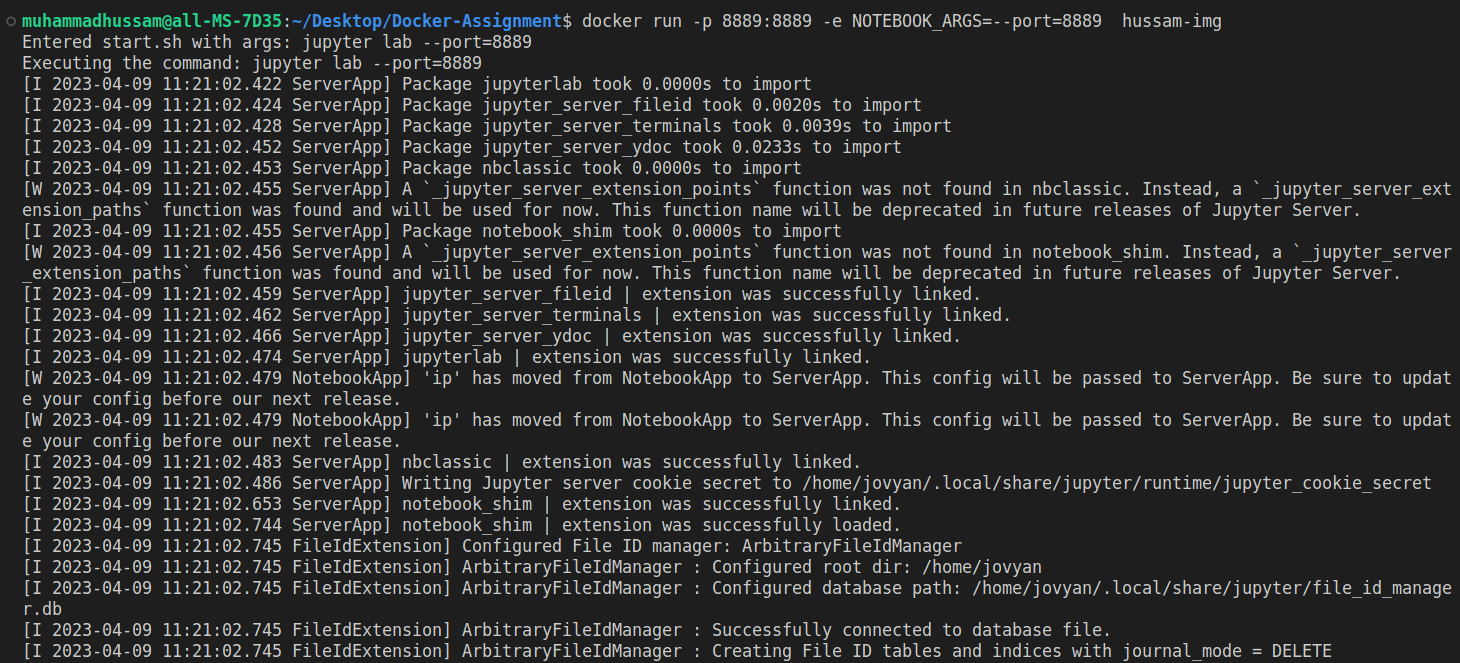 muhammadhussam@all-MS-7D35:~/Desktop/Docker-Assignment$ docker run -p 8889:8889 -e NOTEBOOK_ARGS=--port=8889  hussam-img
Entered start.sh with args: jupyter lab --port=8889
Executing the command: jupyter lab --port=8889
[I 2023-04-09 11:21:02.422 ServerApp] Package jupyterlab took 0.0000s to import
[I 2023-04-09 11:21:02.424 ServerApp] Package jupyter_server_fileid took 0.0020s to import
[I 2023-04-09 11:21:02.428 ServerApp] Package jupyter_server_terminals took 0.0039s to import
[I 2023-04-09 11:21:02.452 ServerApp] Package jupyter_server_ydoc took 0.0233s to import
[I 2023-04-09 11:21:02.453 ServerApp] Package nbclassic took 0.0000s to import
[W 2023-04-09 11:21:02.455 ServerApp] A `_jupyter_server_extension_points` function was not found in nbclassic. Instead, a `_jupyter_server_ext
ension_paths` function was found and will be used for now. This function name will be deprecated in future releases of Jupyter Server.
[I 2023-04-09 11:21:02.455 ServerApp] Package notebook_shim took 0.0000s to import
[W 2023-04-09 11:21:02.456 ServerApp] A `_jupyter_server_extension_points` function was not found in notebook_shim. Instead, a `_jupyter_server
_extension_paths` function was found and will be used for now. This function name will be deprecated in future releases of Jupyter Server.
[I 2023-04-09 11:21:02.459 ServerApp] jupyter_server_fileid | extension was successfully linked.
[I 2023-04-09 11:21:02.462 ServerApp] jupyter_server_terminals | extension was successfully linked.
[I 2023-04-09 11:21:02.466 ServerApp] jupyter_server_ydoc | extension was successfully linked.
[I 2023-04-09 11:21:02.474 ServerApp] jupyterlab | extension was successfully linked.
[W 2023-04-09 11:21:02.479 NotebookApp] 'ip' has moved from NotebookApp to ServerApp. This config will be passed to ServerApp. Be sure to updat
e your config before our next release.
[W 2023-04-09 11:21:02.479 NotebookApp] 'ip' has moved from NotebookApp to ServerApp. This config will be passed to ServerApp. Be sure to updat
e your config before our next release.
[I 2023-04-09 11:21:02.483 ServerApp] nbclassic | extension was successfully linked.
[I 2023-04-09 11:21:02.486 ServerApp] Writing Jupyter server cookie secret to /home/jovyan/.local/share/jupyter/runtime/jupyter_cookie_secret
[I 2023-04-09 11:21:02.653 ServerApp] notebook_shim | extension was successfully linked.
[I 2023-04-09 11:21:02.744 ServerApp] notebook_shim | extension was successfully loaded.
[I 2023-04-09 11:21:02.745 FileIdExtension] Configured File ID manager: ArbitraryFileIdManager
[I 2023-04-09 11:21:02.745 FileIdExtension] ArbitraryFileIdManager : Configured root dir: /home/jovyan
[I 2023-04-09 11:21:02.745 FileIdExtension] ArbitraryFileIdManager : Configured database path: /home/jovyan/.local/share/jupyter/file_id_manage
r.db
[I 2023-04-09 11:21:02.745 FileIdExtension] ArbitraryFileIdManager : Successfully connected to database file.
[I 2023-04-09 11:21:02.745 FileIdExtension] ArbitraryFileIdManager : Creating File ID tables and indices with journal_mode = DELETE